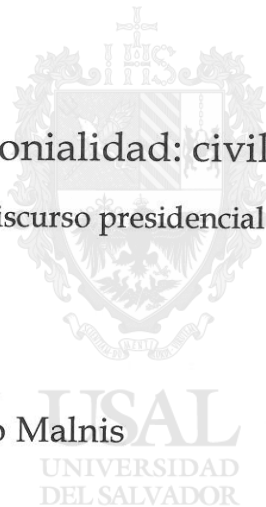 IHS
onialidad: civil
iscurso presidencial
o Malnis
USAL
UNIVERSIDAD
DEL SALVADOR